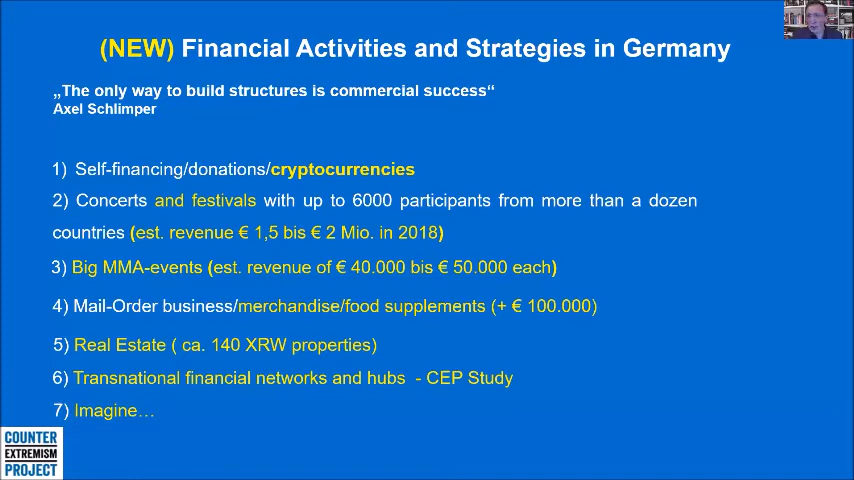 (NEW) Financial Activities and Strategies in Germany
„The only way to build structures is commercial success“
Axel Schlimper
1) Self-financing/donations/cryptocurrencies
2) Concerts and festivals with up to 6000 participants from more than a dozen
countries (est. revenue € 1,5 bis € 2 Mio. in 2018)
3) Big MMA-events (est. revenue of € 40.000 bis € 50.000 each)
4) Mail-Order business/merchandise/food supplements (+ € 100.000)
5) Real Estate ( ca. 140 XRW properties)
6) Transnational financial networks and hubs - CEP Study
7) Imagine…
COUNTER
EXTREMISM
PROJECT